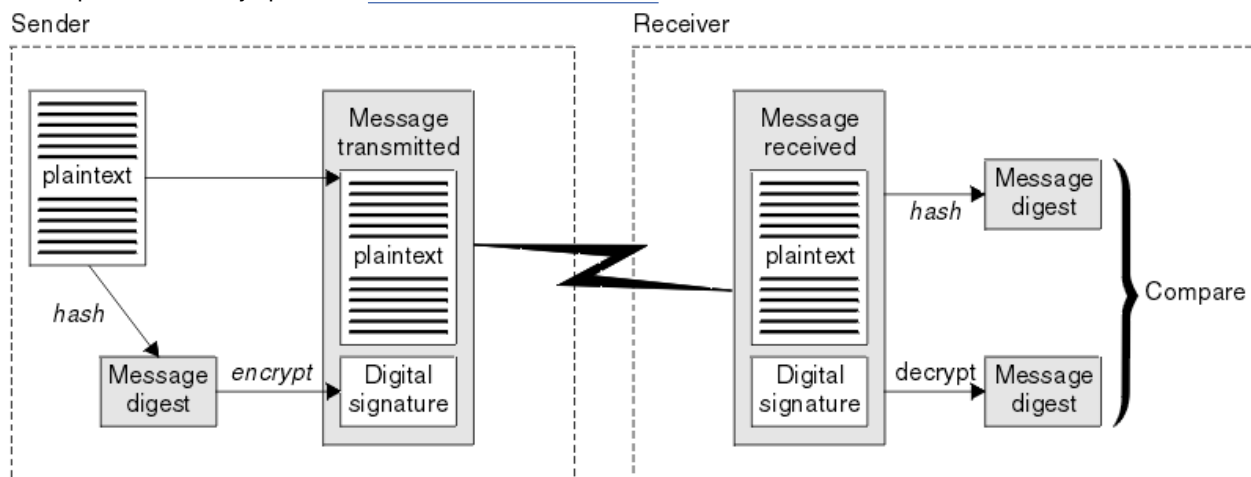 Sender
Receiver
plaintext
hash
Message
digest
encrypt
Message
transmitted
plaintext
Digital
signature
Message
received
plaintext
Digital
signature
hash
Message
digest
decrypt
Message
digest
Compare